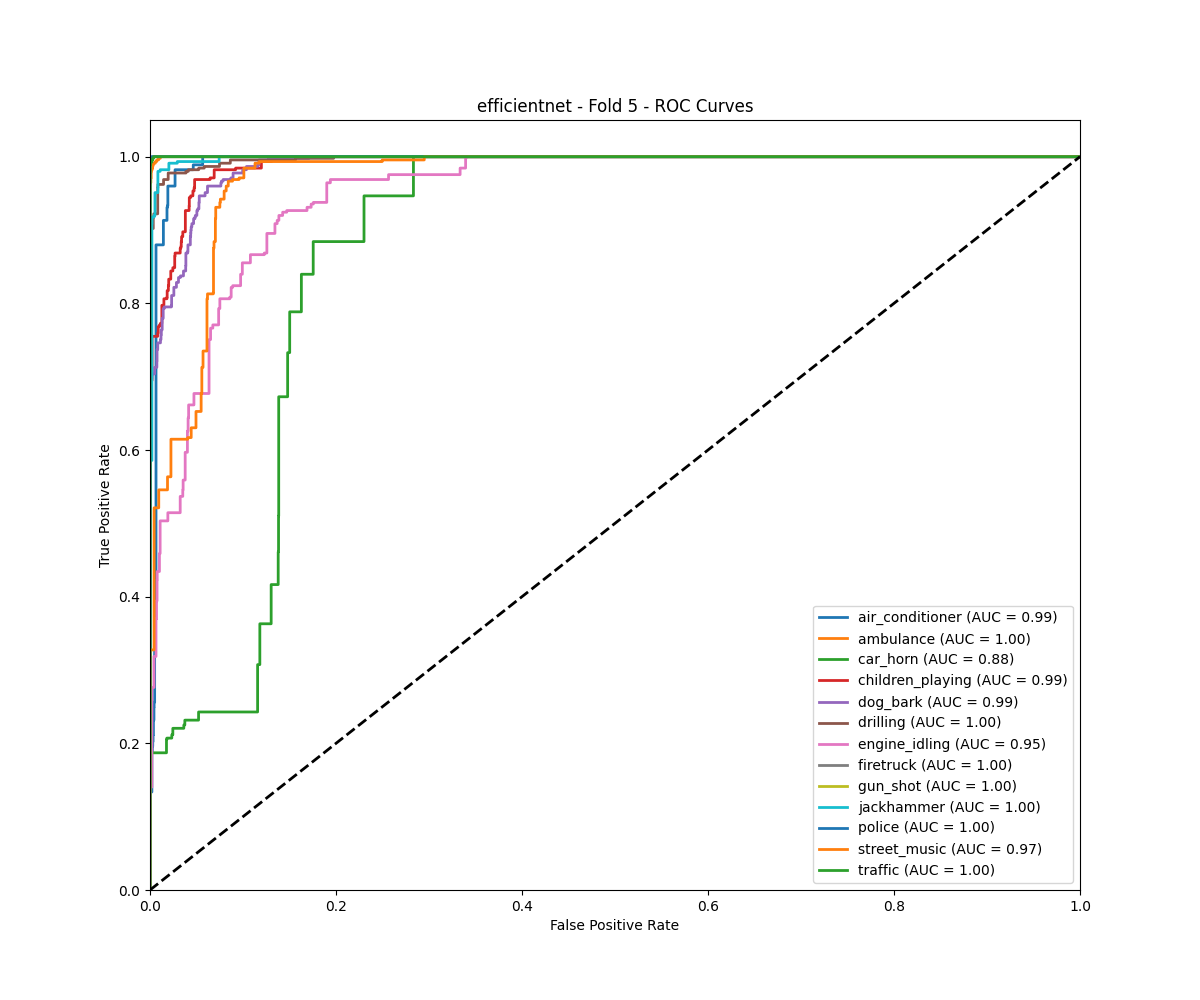 efficientnet - Fold 5 - ROC Curves
True Positive Rate
1.0
0.8
0.6
0.4
0.2
0.0
0.0 0.2 0.4 0.6 0.8 1.0
False Positive Rate
air_conditioner (AUC = 0.99)
ambulance (AUC = 1.00)
car_horn (AUC = 0.88)
children_playing (AUC = 0.99)
dog_bark (AUC = 0.99)
drilling (AUC = 1.00)
engine_idling (AUC = 0.95)
firetruck (AUC = 1.00)
gun_shot (AUC = 1.00)
jackhammer (AUC = 1.00)
police (AUC = 1.00)
street_music (AUC = 0.97)
traffic (AUC = 1.00)